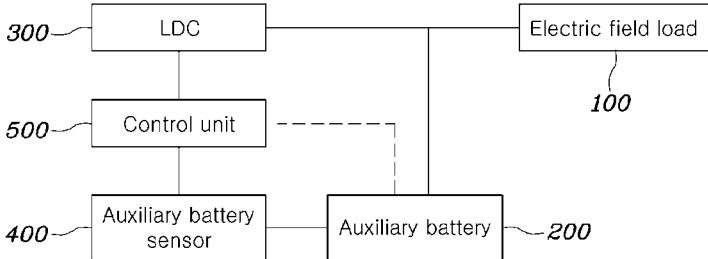 300
LDC
Electric field load
100
500
Control unit
400
Auxiliary battery
sensor
Auxiliary battery
200